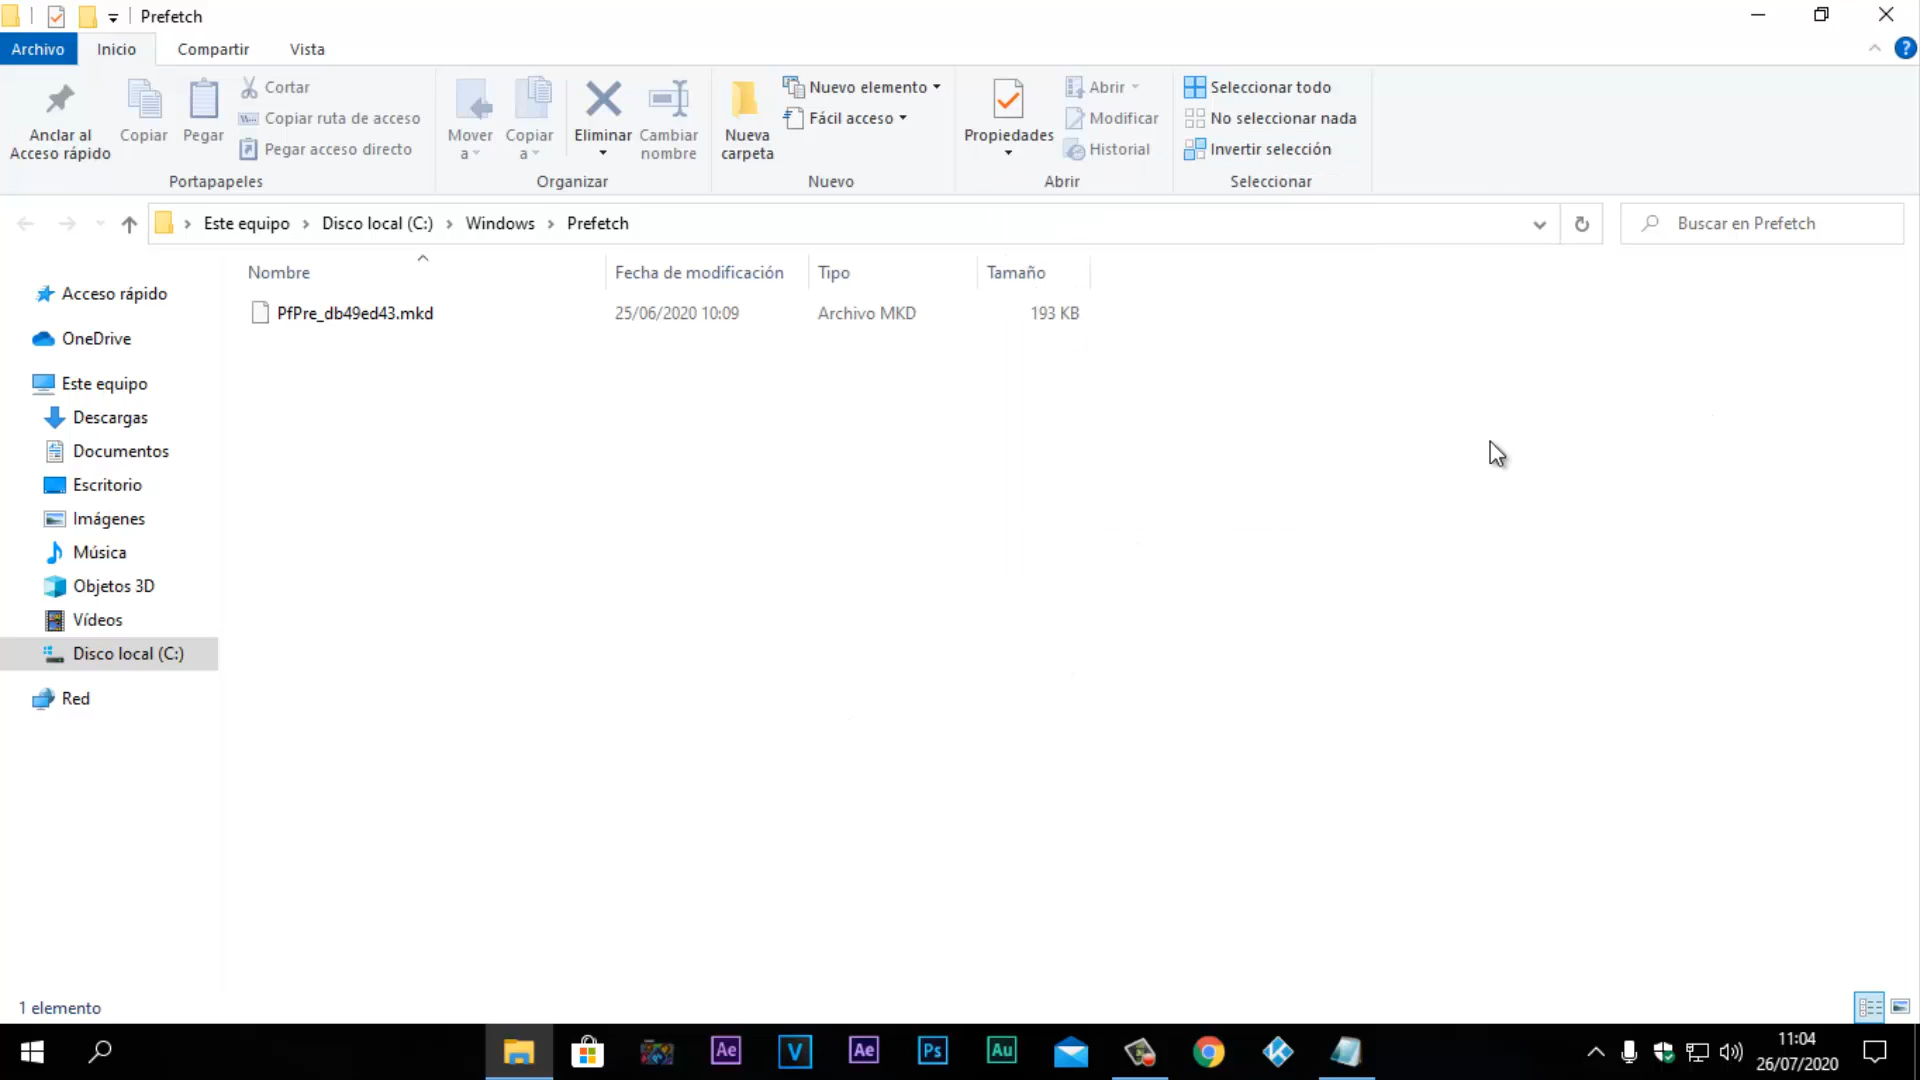 Prefetch
Archivo
Inicio
Compartir
Vista
Anclar al
Acceso rápido
Copiar
Pegar
Cortar
Copiar ruta de acceso
Pegar acceso directo
Portapapeles
Mover
a
Copiar
a
Eliminar
Cambiar
nombre
Organizar
Nueva
carpeta
Nuevo elemento
Fácil acceso
Nuevo
Propiedades
Abrir
Modificar
Historial
Abrir
Seleccionar todo
No seleccionar nada
Invertir selección
Seleccionar
Este equipo > Disco local (C:) > Windows > Prefetch
Buscar en Prefetch
Nombre
Fecha de modificación
Tipo
Tamaño
PfPre_db49ed43.mkd
25/06/2020 10:09
Archivo MKD
193 KB
Acceso rápido
OneDrive
Este equipo
Descargas
Documentos
Escritorio
Imágenes
Música
Objetos 3D
Vídeos
Disco local (C:)
Red
1 elemento
Ae
V
Ae
Ps
Au
11:04
26/07/2020